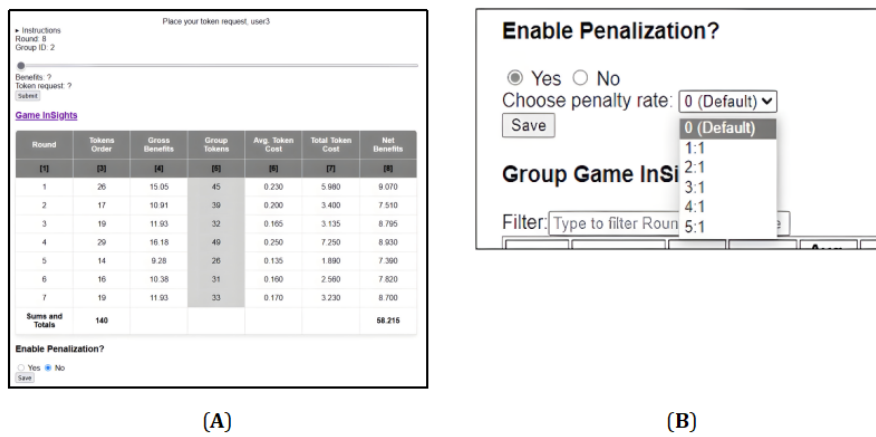 Place your token request, user3
▸ Instructions
Round: 8
Group ID: 2
Benefits: ?
Token request: ?
Submit
Game InSights
Round Tokens Order Gross Benefits Group Tokens Avg. Token Cost Total Token Cost Net Benefits
[1] [3] [4] [5] [6] [7] [8]
1 26 15.05 45 0.230 5.980 9.070
2 17 10.91 39 0.200 3.400 7.510
3 19 11.93 32 0.165 3.135 8.795
4 29 16.18 49 0.250 7.250 8.930
5 14 9.28 26 0.135 1.890 7.390
6 16 10.38 31 0.160 2.560 7.820
7 19 11.93 33 0.170 3.230 8.700
Sums and Totals 140 58.215
Enable Penalization?
Yes No
Save
(A)
Enable Penalization?
Yes No
Choose penalty rate: 0 (Default)
Save
0 (Default)
1:1
2:1
3:1
4:1
5:1
Group Game InSi
Filter: Type to filter Roun e
(B)